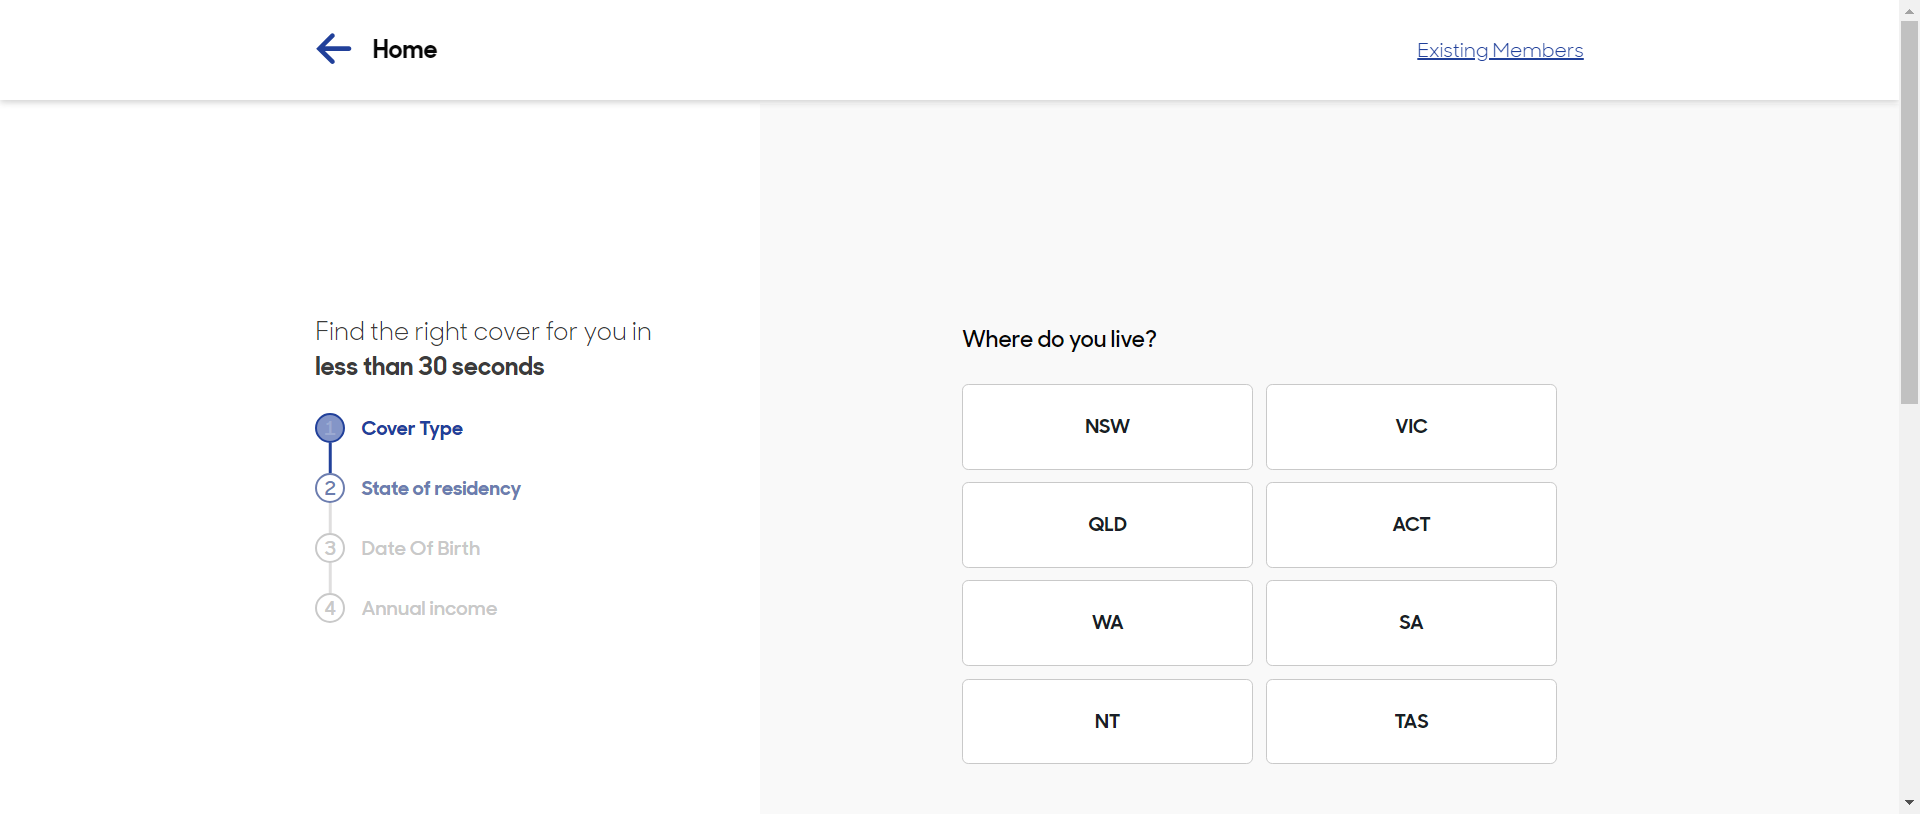 Home
Existing Members
Find the right cover for you in
less than 30 seconds
1 Cover Type
2 State of residency
3 Date Of Birth
4 Annual income
Where do you live?
NSW
VIC
QLD
ACT
WA
SA
NT
TAS